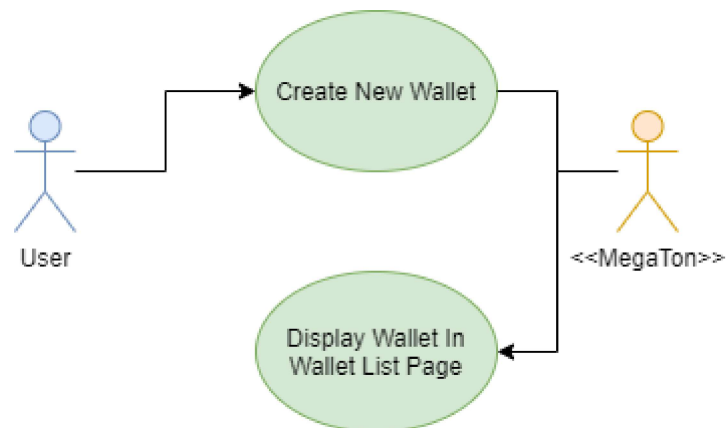 Create New Wallet
User
<<MegaTon>>
Display Wallet In
Wallet List Page